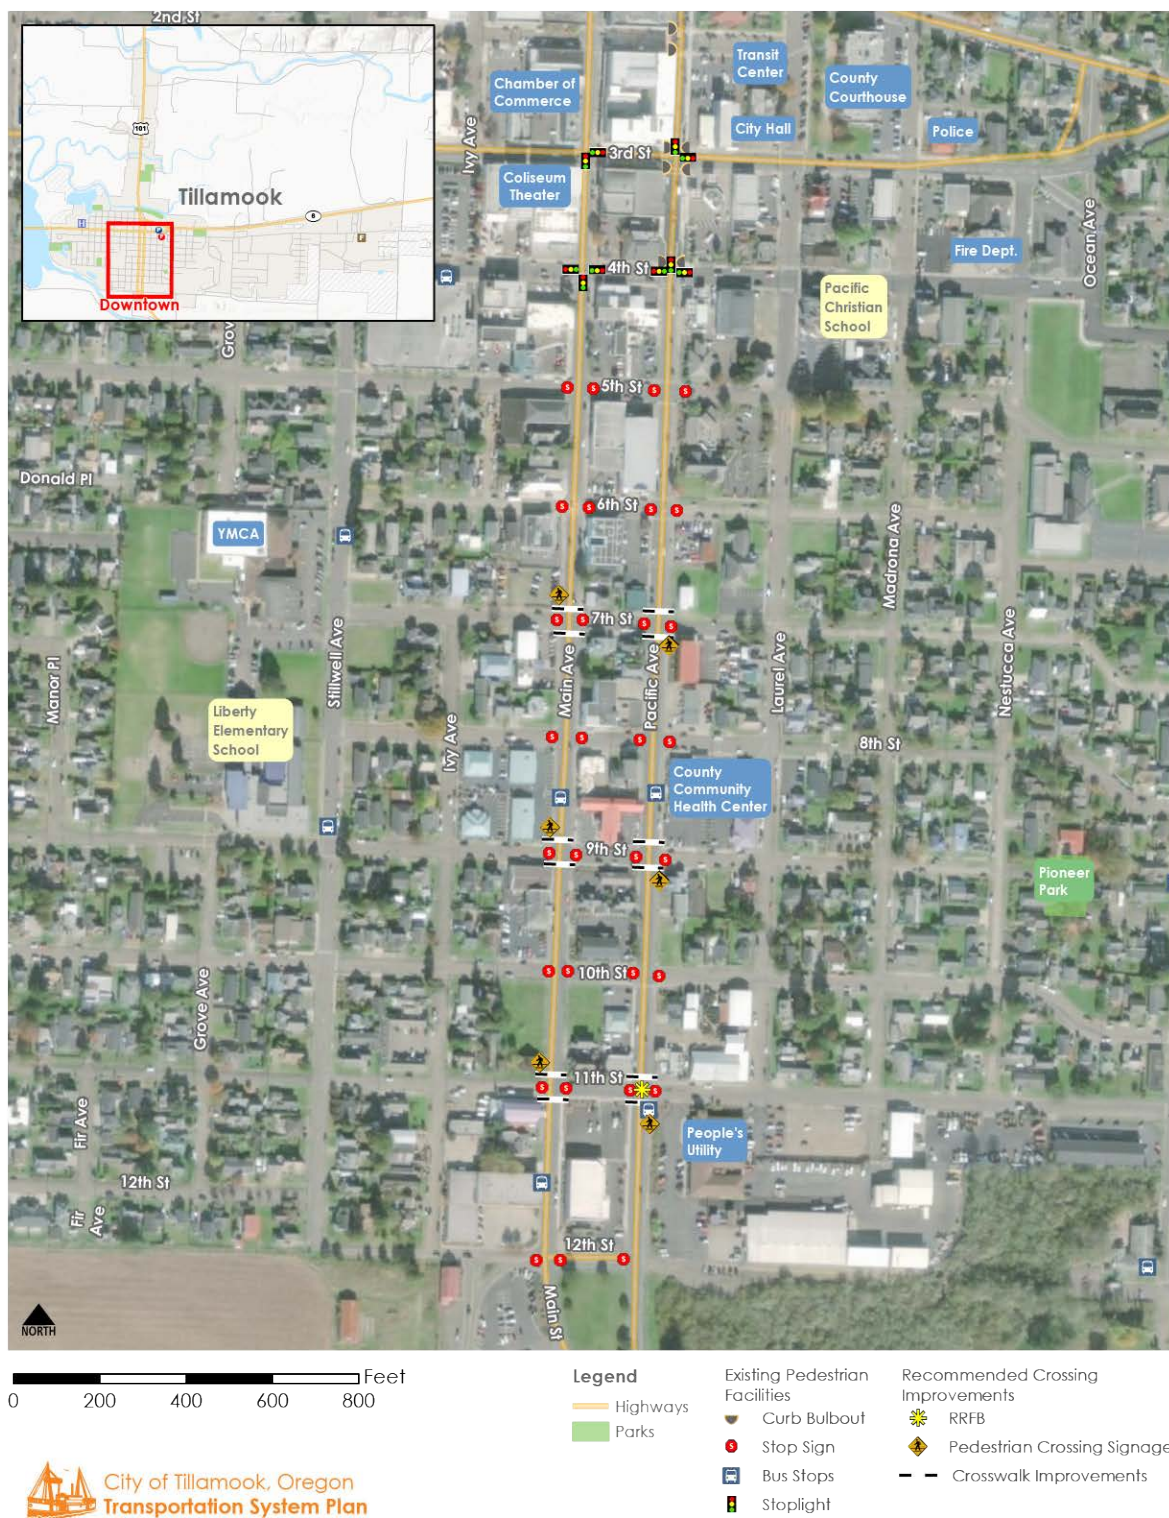 2nd St
101
Tillamook
6
H
P
P
F
Downtown
Chamber of
Commerce
Transit
Center
County
Courthouse
City Hall
Police
Ivy Ave
3rd St
Coliseum
Theater
Ocean Ave
Fire Dept.
4th St
Pacific
Christian
School
Grov
5th St
Donald Pl
6th St
YMCA
Madrona Ave
7th St
Manor Pl
Stillwell Ave
Main Ave
Pacific Ave
Laurel Ave
Nestucca Ave
Liberty
Elementary
School
Ivy Ave
8th St
County
Community
Health Center
9th St
Pioneer
Park
10th St
Grove Ave
11th St
Fir Ave
People's
Utility
12th St
Fir
Ave
12th St
Main St
NORTH
Feet
0 200 400 600 800
Legend
Highways
Parks
Existing Pedestrian
Facilities
Curb Bulbout
S Stop Sign
Bus Stops
Stoplight
Recommended Crossing
Improvements
RRFB
Pedestrian Crossing Signage
Crosswalk Improvements
City of Tillamook, Oregon
Transportation System Plan